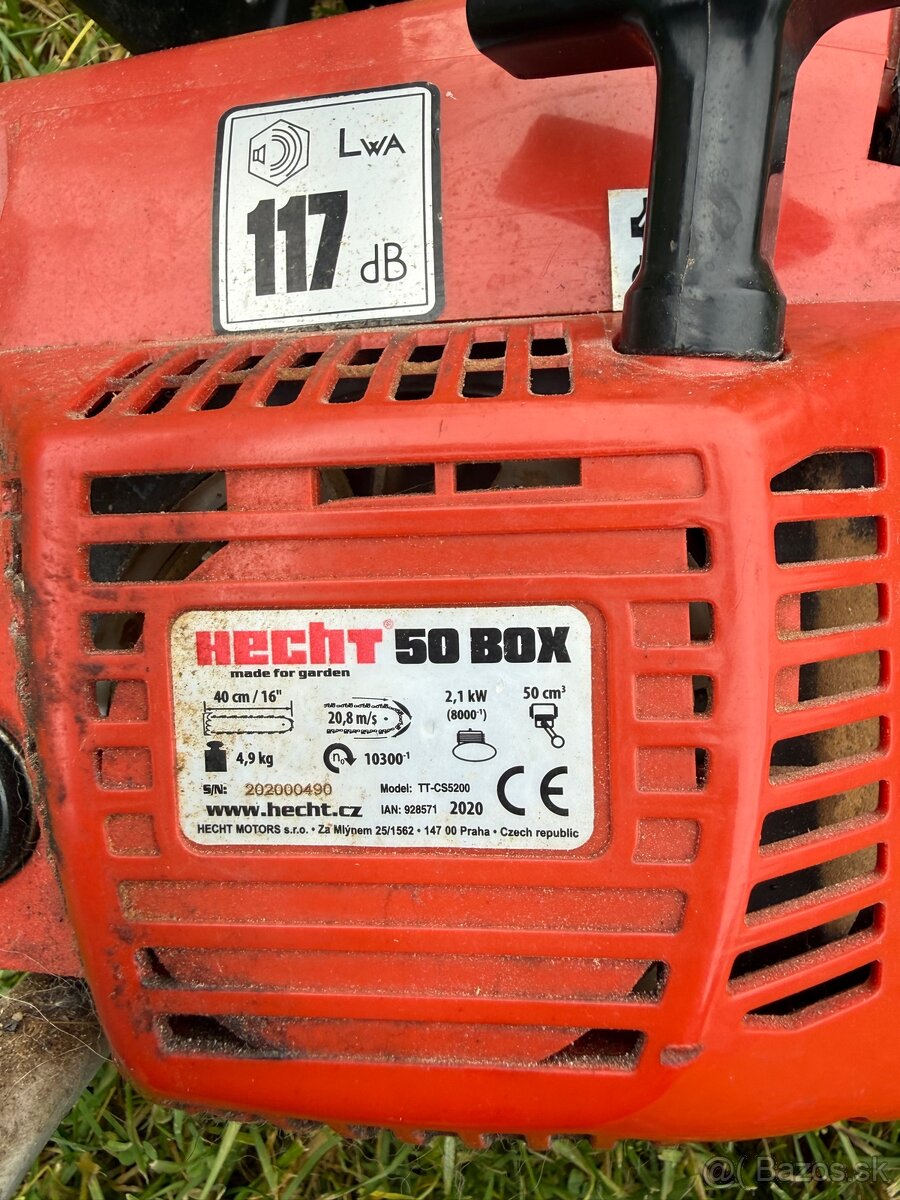 LWA
117
dB
HECHT® 50 BOX
made for garden
40 cm / 16"
20,8 m/s
2,1 kW
(8000⁻¹)
50 cm³
4,9 kg
n₀
10300⁻¹
S/N: 202000490
Model: TT-CS5200
www.hecht.cz
IAN: 928571 2020
CE
HECHT MOTORS s.r.o. • Za Mlýnem 25/1562 • 147 00 Praha • Czech republic
@ Bazos.sk